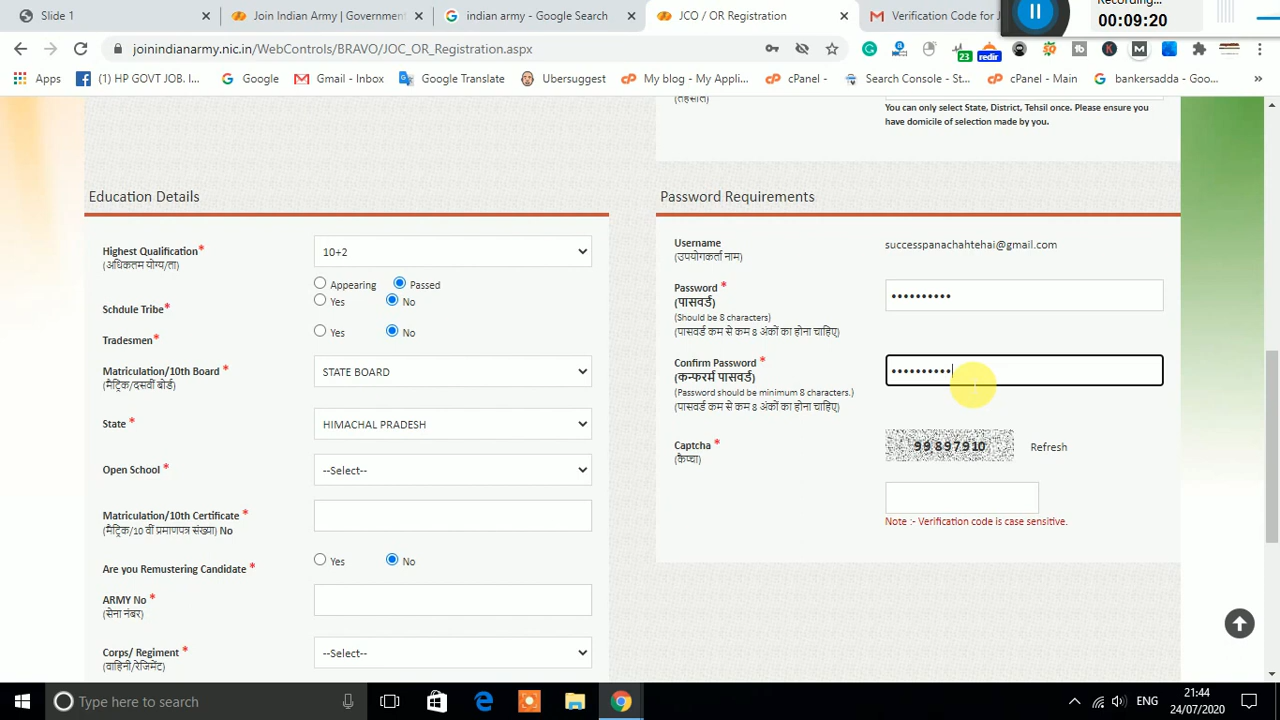 Slide 1
Join Indian Army | Government
indian army - Google Search
JCO / OR Registration
Verification Code for J
Recording...
00:09:20
joinindianarmy.nic.in/WebControls/BRAVO/JOC_OR_Registration.aspx
23
redir
Apps
(1) HP GOVT JOB. I...
Google
Gmail - Inbox
Google Translate
Ubersuggest
My blog - My Appli...
cPanel -
Search Console - St...
cPanel - Main
bankersadda - Goo...
(तहसील)
You can only select State, District, Tehsil once. Please ensure you
have domicile of selection made by you.
Education Details
Highest Qualification*
(अधिकतम योग्य/ता)
10+2
Appearing
Passed
Schdule Tribe*
Yes
No
Tradesmen*
Yes
No
Matriculation/10th Board *
(मैट्रिक/दसवीं बोर्ड)
STATE BOARD
State *
HIMACHAL PRADESH
Open School *
--Select--
Matriculation/10th Certificate *
(मैट्रिक/10 वीं प्रमाणपत्र संख्या) No
Are you Remustering Candidate *
Yes
No
ARMY No *
(सेना नंबर)
Corps/ Regiment *
(वाहिनी/रेजिमेंट)
--Select--
Password Requirements
Username
(उपयोगकर्ता नाम)
successpanachahtehai@gmail.com
Password *
(पासवर्ड)
(Should be 8 characters)
(पासवर्ड कम से कम 8 अंकों का होना चाहिए)
••••••••••
Confirm Password *
(कन्फर्म पासवर्ड)
(Password should be minimum 8 characters.)
(पासवर्ड कम से कम 8 अंकों का होना चाहिए)
••••••••••
Captcha *
(कैप्चा)
99897910
Refresh
Note :- Verification code is case sensitive.
Type here to search
ENG
21:44
24/07/2020